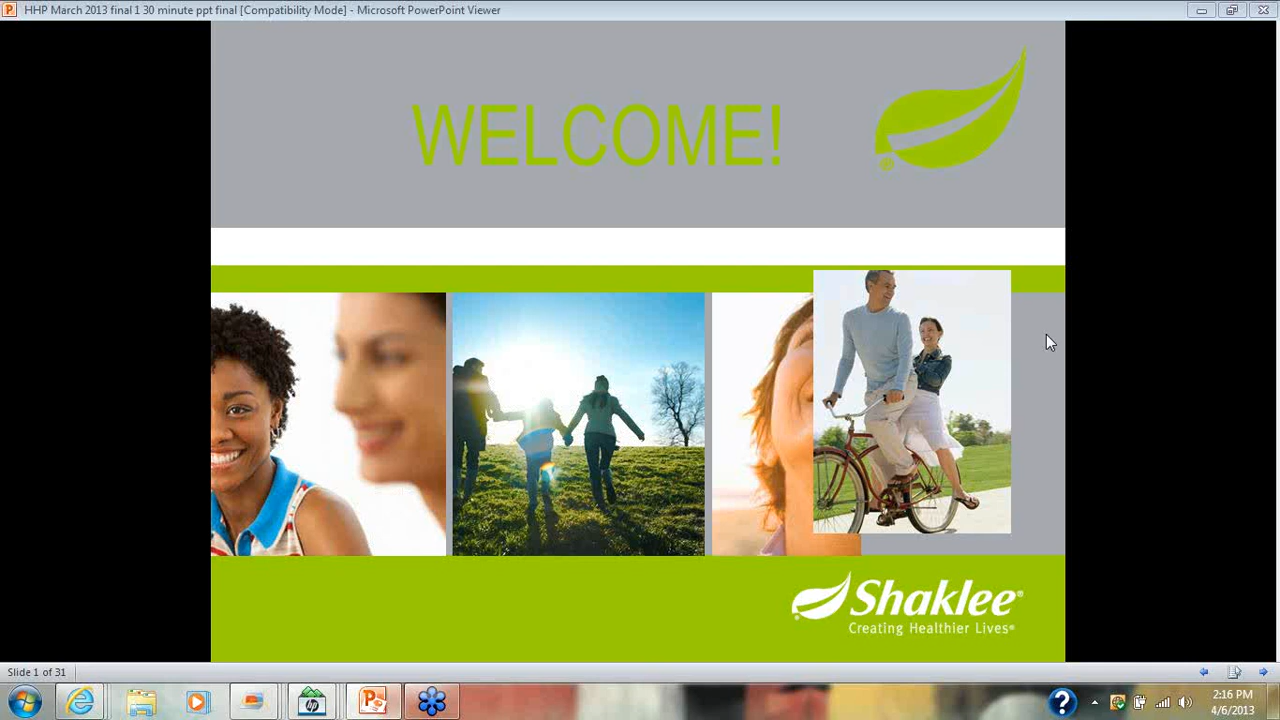 HHP March 2013 final 1 30 minute ppt final [Compatibility Mode] - Microsoft PowerPoint Viewer
WELCOME!
®
Shaklee®
Creating Healthier Lives®
Slide 1 of 31
hp
?
2:16 PM
4/6/2013